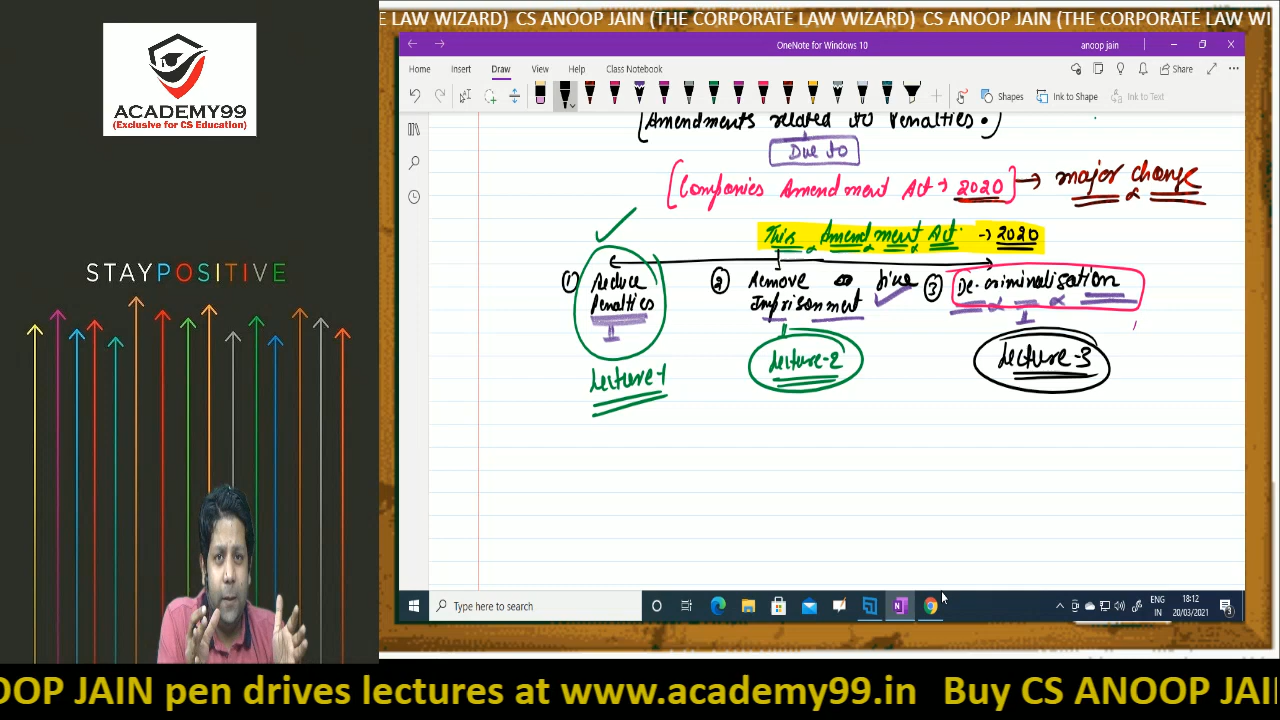 E LAW WIZARD) CS ANOOP JAIN (THE CORPORATE LAW WIZARD) CS ANOOP JAIN (THE CORPORATE LAW WI
ACADEMY99
(Exclusive for CS Education)
STAYPOSITIVE
OneNote for Windows 10
anoop jain
Home Insert Draw View Help Class Notebook
Share
Shapes Ink to Shape Ink to Text
[Amendments related to Penalties.]
Due to
[Companies Amendment Act → 2020] → major change
This Amendment Act. → 2020
① Reduce Penalties
② Remove or fine Imprisonment
③ De-criminalisation
Lecture-1
Lecture-2
Lecture-3
Type here to search
ENG
IN
18:12
20/03/2021
3
OOP JAIN pen drives lectures at www.academy99.in Buy CS ANOOP JAI